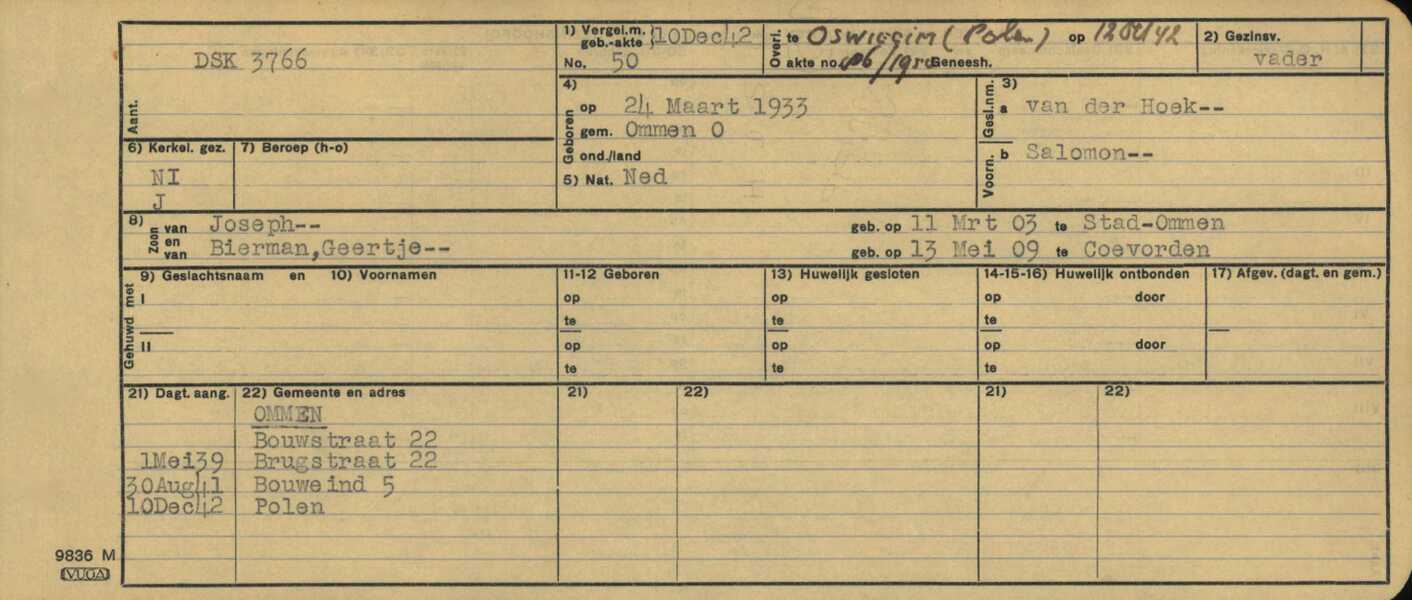 DSK 3766
Aant.
1) Vergel.m. geb.-akte 10Dec42
No. 50
Overl. te Oswiecim (Polen) op 12 Oct/42
akte no. /1950 Geneesh.
2) Gezinsv.
vader
4)
Geboren
op 24 Maart 1933
gem. Ommen O
ond./land
5) Nat. Ned
3)
Gesl.nm. a van der Hoek--
Voorn. b Salomon--
6) Kerkel. gez. 7) Beroep (h-o)
NI
J
8)
Zoon van en van
Joseph-- geb. op 11 Mrt 03 te Stad-Ommen
Bierman,Geertje-- geb. op 13 Mei 09 te Coevorden
Gehuwd met
9) Geslachtsnaam en 10) Voornamen 11-12 Geboren 13) Huwelijk gesloten 14-15-16) Huwelijk ontbonden 17) Afgev. (dagt. en gem.)
I op op op door
te te te
II op op op door
te te te
21) Dagt. aang. 22) Gemeente en adres 21) 22) 21) 22)
OMMEN
Bouwstraat 22
1Mei39 Brugstraat 22
30Aug41 Bouweind 5
10Dec42 Polen
9836 M
VUGA